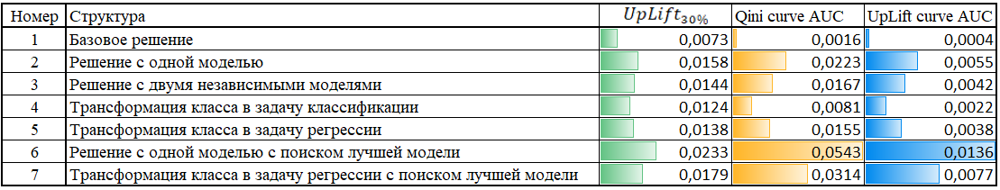 Номер Структура UpLift30% Qini curve AUC UpLift curve AUC
1 Базовое решение 0,0073 0,0016 0,0004
2 Решение с одной моделью 0,0158 0,0223 0,0055
3 Решение с двумя независимыми моделями 0,0144 0,0167 0,0042
4 Трансформация класса в задачу классификации 0,0124 0,0081 0,0022
5 Трансформация класса в задачу регрессии 0,0138 0,0155 0,0038
6 Решение с одной моделью с поиском лучшей модели 0,0233 0,0543 0,0136
7 Трансформация класса в задачу регрессии с поиском лучшей модели 0,0179 0,0314 0,0077